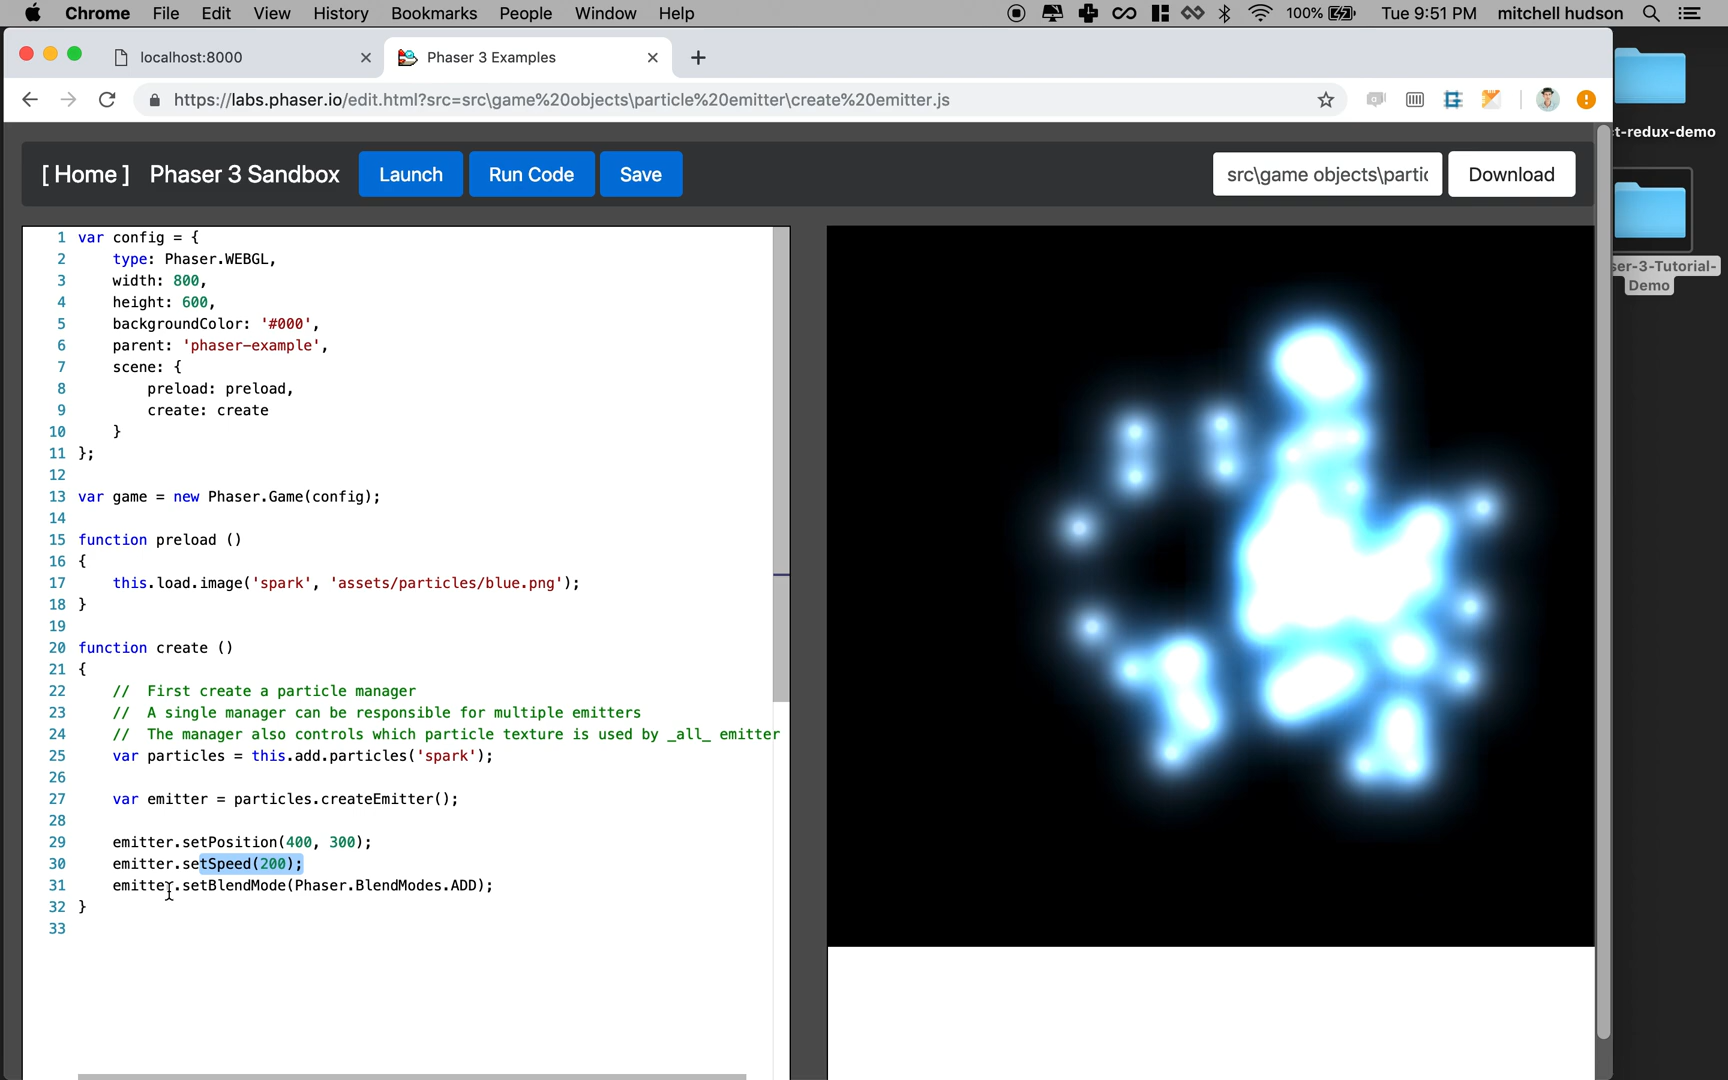 Chrome File Edit View History Bookmarks People Window Help 100% Tue 9:51 PM mitchell hudson
localhost:8000 Phaser 3 Examples
https://labs.phaser.io/edit.html?src=src\game%20objects\particle%20emitter\create%20emitter.js
t-redux-demo
[ Home ] Phaser 3 Sandbox Launch Run Code Save src\game objects\partic Download
ser-3-Tutorial-
Demo
1 var config = {
2 type: Phaser.WEBGL,
3 width: 800,
4 height: 600,
5 backgroundColor: '#000',
6 parent: 'phaser-example',
7 scene: {
8 preload: preload,
9 create: create
10 }
11 };
12
13 var game = new Phaser.Game(config);
14
15 function preload ()
16 {
17 this.load.image('spark', 'assets/particles/blue.png');
18 }
19
20 function create ()
21 {
22 // First create a particle manager
23 // A single manager can be responsible for multiple emitters
24 // The manager also controls which particle texture is used by _all_ emitter
25 var particles = this.add.particles('spark');
26
27 var emitter = particles.createEmitter();
28
29 emitter.setPosition(400, 300);
30 emitter.setSpeed(200);
31 emitter.setBlendMode(Phaser.BlendModes.ADD);
32 }
33